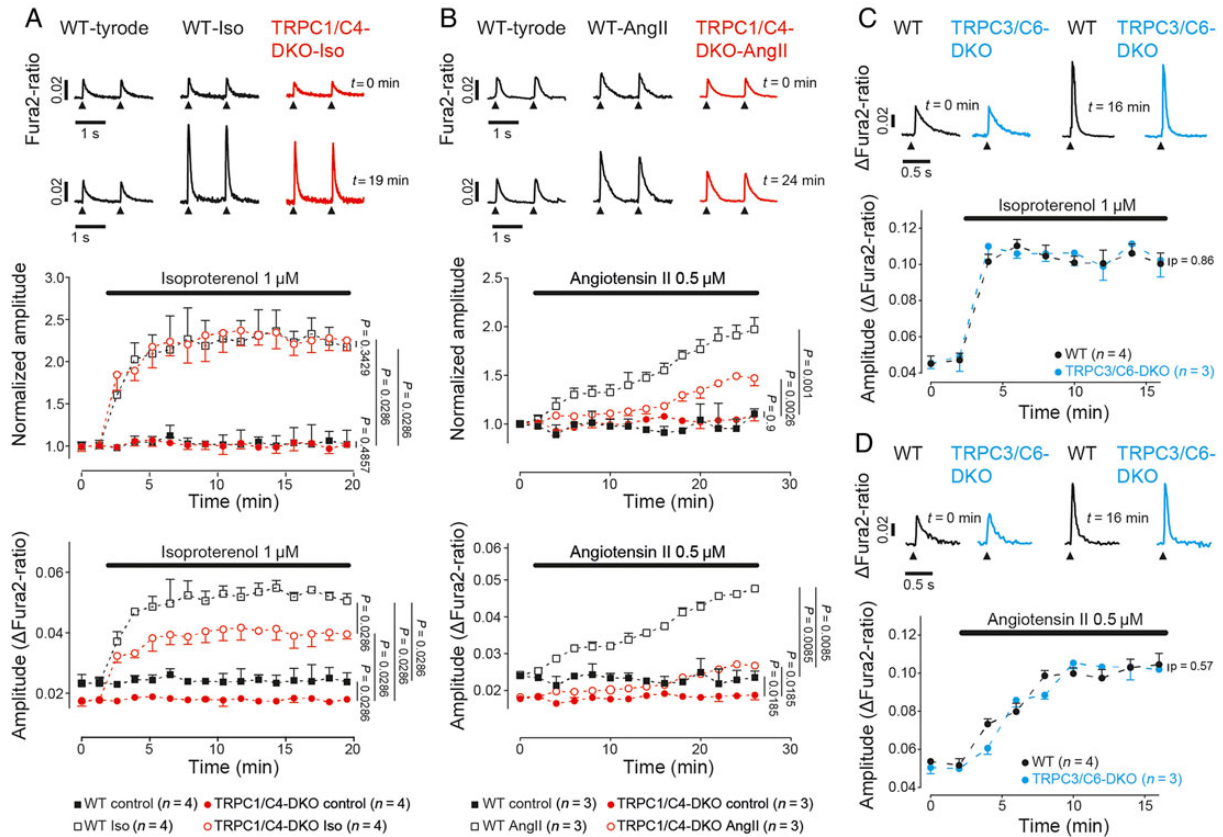 A
WT-tyrode WT-Iso TRPC1/C4-
DKO-Iso
Fura2-ratio
0.02
t = 0 min
1 s
0.02
t = 19 min
1 s
Isoproterenol 1 µM
Normalized amplitude
3.0
2.5
2.0
1.5
1.0
0 5 10 15 20
Time (min)
P = 0.3429
P = 0.0286
P = 0.0286
P = 0.4857
Isoproterenol 1 µM
Amplitude (ΔFura2-ratio)
0.06
0.04
0.02
0 5 10 15 20
Time (min)
P = 0.0286
P = 0.0286
P = 0.0286
P = 0.0286
P = 0.0286
WT control (n = 4) TRPC1/C4-DKO control (n = 4)
WT Iso (n = 4) TRPC1/C4-DKO Iso (n = 4)
B
WT-tyrode WT-AngII TRPC1/C4-
DKO-AngII
Fura2-ratio
0.02
t = 0 min
1 s
0.02
t = 24 min
1 s
Angiotensin II 0.5 µM
Normalized amplitude
2.5
2.0
1.5
1.0
0.5
0 10 20 30
Time (min)
P = 0.001
P = 0.0026
P = 0.9
Angiotensin II 0.5 µM
Amplitude (ΔFura2-ratio)
0.06
0.05
0.04
0.03
0.02
0.01
0 10 20 30
Time (min)
P = 0.0085
P = 0.0085
P = 0.0185
P = 0.0185
WT control (n = 3) TRPC1/C4-DKO control (n = 3)
WT AngII (n = 3) TRPC1/C4-DKO AngII (n = 3)
C
WT TRPC3/C6-
DKO
WT TRPC3/C6-
DKO
ΔFura2-ratio
0.02
t = 0 min
t = 16 min
0.5 s
Isoproterenol 1 µM
Amplitude (ΔFura2-ratio)
0.12
0.10
0.08
0.06
0.04
p = 0.86
WT (n = 4)
TRPC3/C6-DKO (n = 3)
0 5 10 15
Time (min)
D
WT TRPC3/C6-
DKO
WT TRPC3/C6-
DKO
ΔFura2-ratio
0.02
t = 0 min
t = 16 min
0.5 s
Angiotensin II 0.5 µM
Amplitude (ΔFura2-ratio)
0.12
0.10
0.08
0.06
0.04
p = 0.57
WT (n = 4)
TRPC3/C6-DKO (n = 3)
0 5 10 15
Time (min)